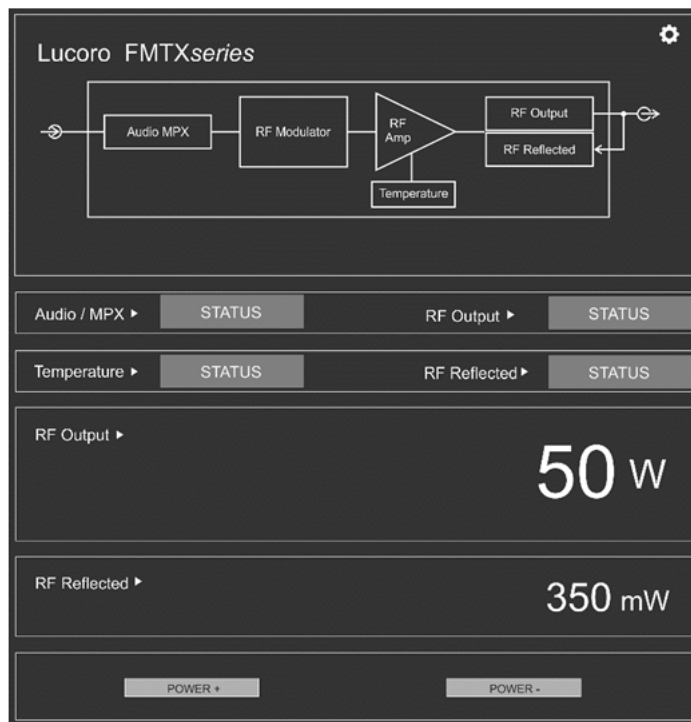 Lucoro FMTXseries
Audio MPX
RF Modulator
RF
Amp
RF Output
RF Reflected
Temperature
Audio / MPX ▸ STATUS RF Output ▸ STATUS
Temperature ▸ STATUS RF Reflected ▸ STATUS
RF Output ▸
50 W
RF Reflected ▸
350 mW
POWER + POWER -